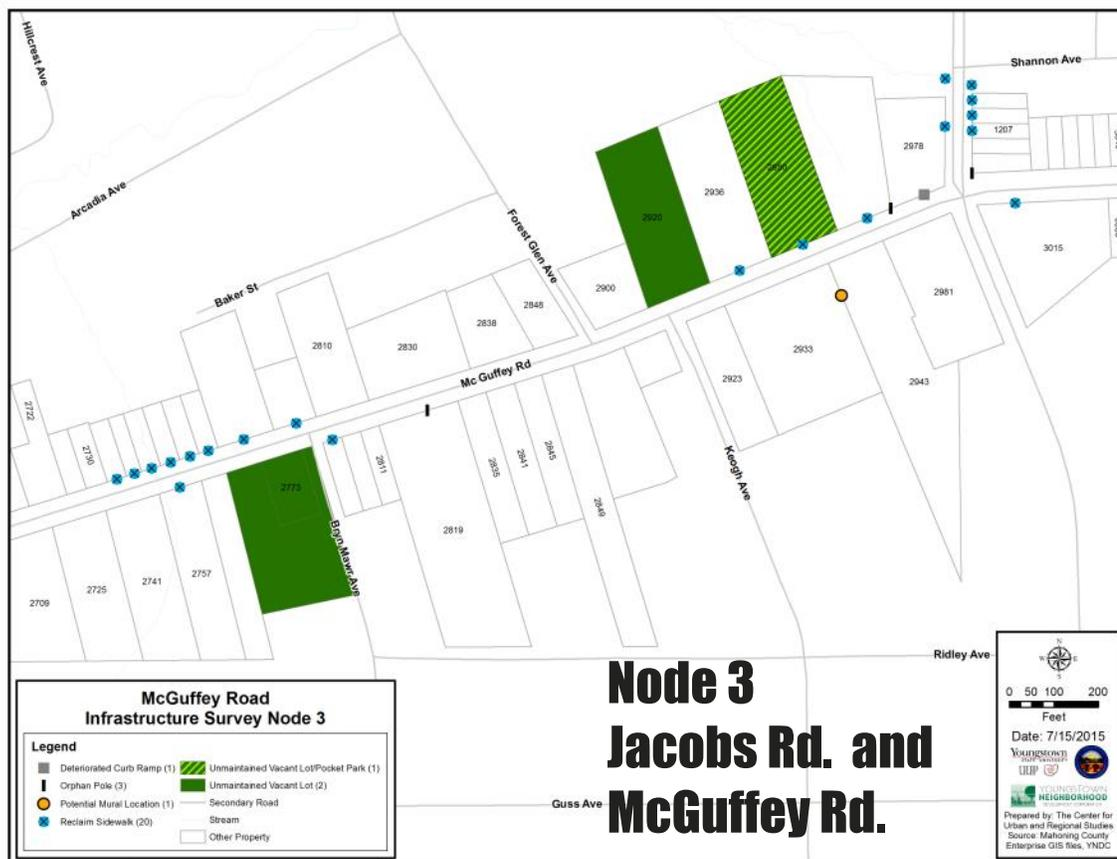 Hillcrest Ave
Shannon Ave
1207
2978
Arcadia Ave
2936
2920
Forest Glen Ave
3015
Baker St
2900
2981
2848
2838
2810
2830
2933
Mc Guffey Rd
2943
2923
2722
2730
2811
2835
2841
2845
Keogh Ave
2773
2849
2819
Bryn Mawr Ave
2757
2741
2725
2709
Ridley Ave
Guss Ave
Node 3
Jacobs Rd. and
McGuffey Rd.
McGuffey Road
Infrastructure Survey Node 3
Legend
Deteriorated Curb Ramp (1)
Orphan Pole (3)
Potential Mural Location (1)
Reclaim Sidewalk (20)
Unmaintained Vacant Lot/Pocket Park (1)
Unmaintained Vacant Lot (2)
Secondary Road
Stream
Other Property
N
W E
S
0 50 100 200
Feet
Date: 7/15/2015
Youngstown
STATE UNIVERSITY
YOUNGSTOWN
NEIGHBORHOOD
DEVELOPMENT CORPORATION
Prepared by: The Center for
Urban and Regional Studies
Source: Mahoning County
Enterprise GIS files, YNDC